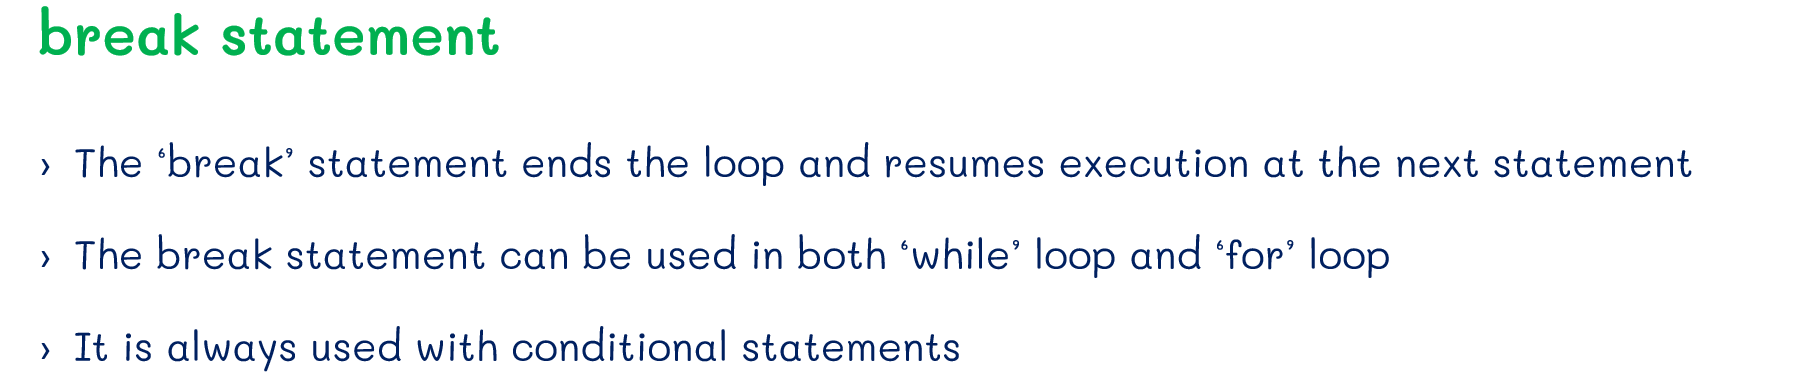 break statement
› The ‘break’ statement ends the loop and resumes execution at the next statement
› The break statement can be used in both ‘while’ loop and ‘for’ loop
› It is always used with conditional statements